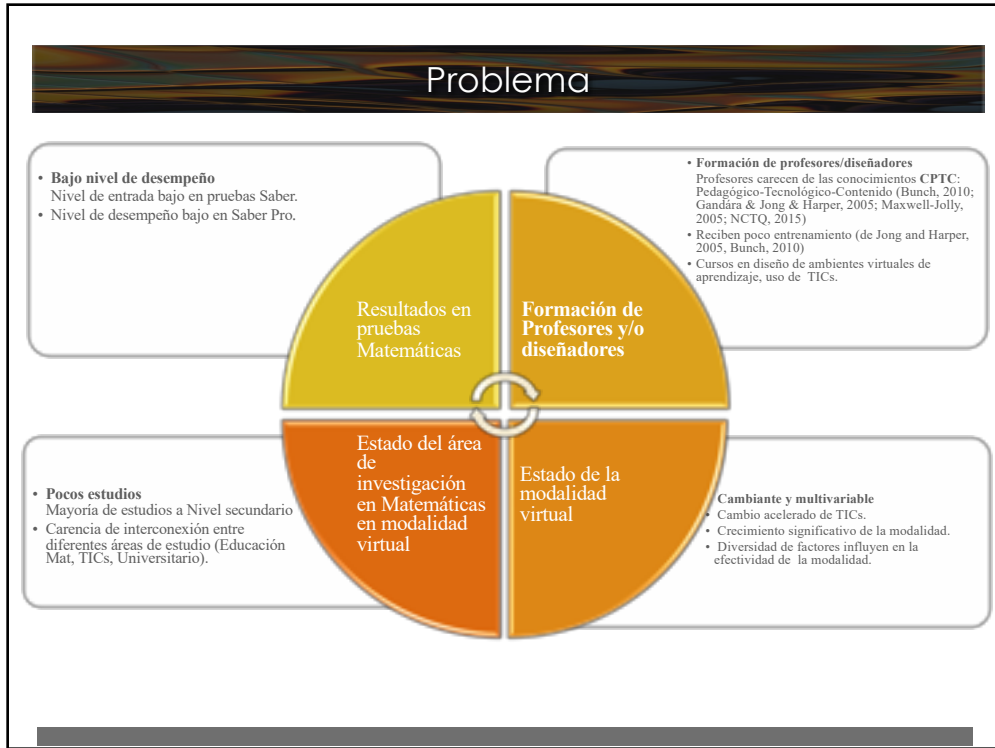 Problema
• Bajo nivel de desempeño
Nivel de entrada bajo en pruebas Saber.
• Nivel de desempeño bajo en Saber Pro.
• Formación de profesores/diseñadores
Profesores carecen de las conocimientos CPTC:
Pedagógico-Tecnológico-Contenido (Bunch, 2010;
Gandára & Jong & Harper, 2005; Maxwell-Jolly,
2005; NCTQ, 2015)
• Reciben poco entrenamiento (de Jong and Harper,
2005, Bunch, 2010)
• Cursos en diseño de ambientes virtuales de
aprendizaje, uso de TICs.
Resultados en
pruebas
Matemáticas
Formación de
Profesores y/o
diseñadores
Estado del área
de
investigación
en Matemáticas
en modalidad
virtual
Estado de la
modalidad
virtual
• Pocos estudios
Mayoría de estudios a Nivel secundario
• Carencia de interconexión entre
diferentes áreas de estudio (Educación
Mat, TICs, Universitario).
Cambiante y multivariable
• Cambio acelerado de TICs.
• Crecimiento significativo de la modalidad.
• Diversidad de factores influyen en la
efectividad de la modalidad.